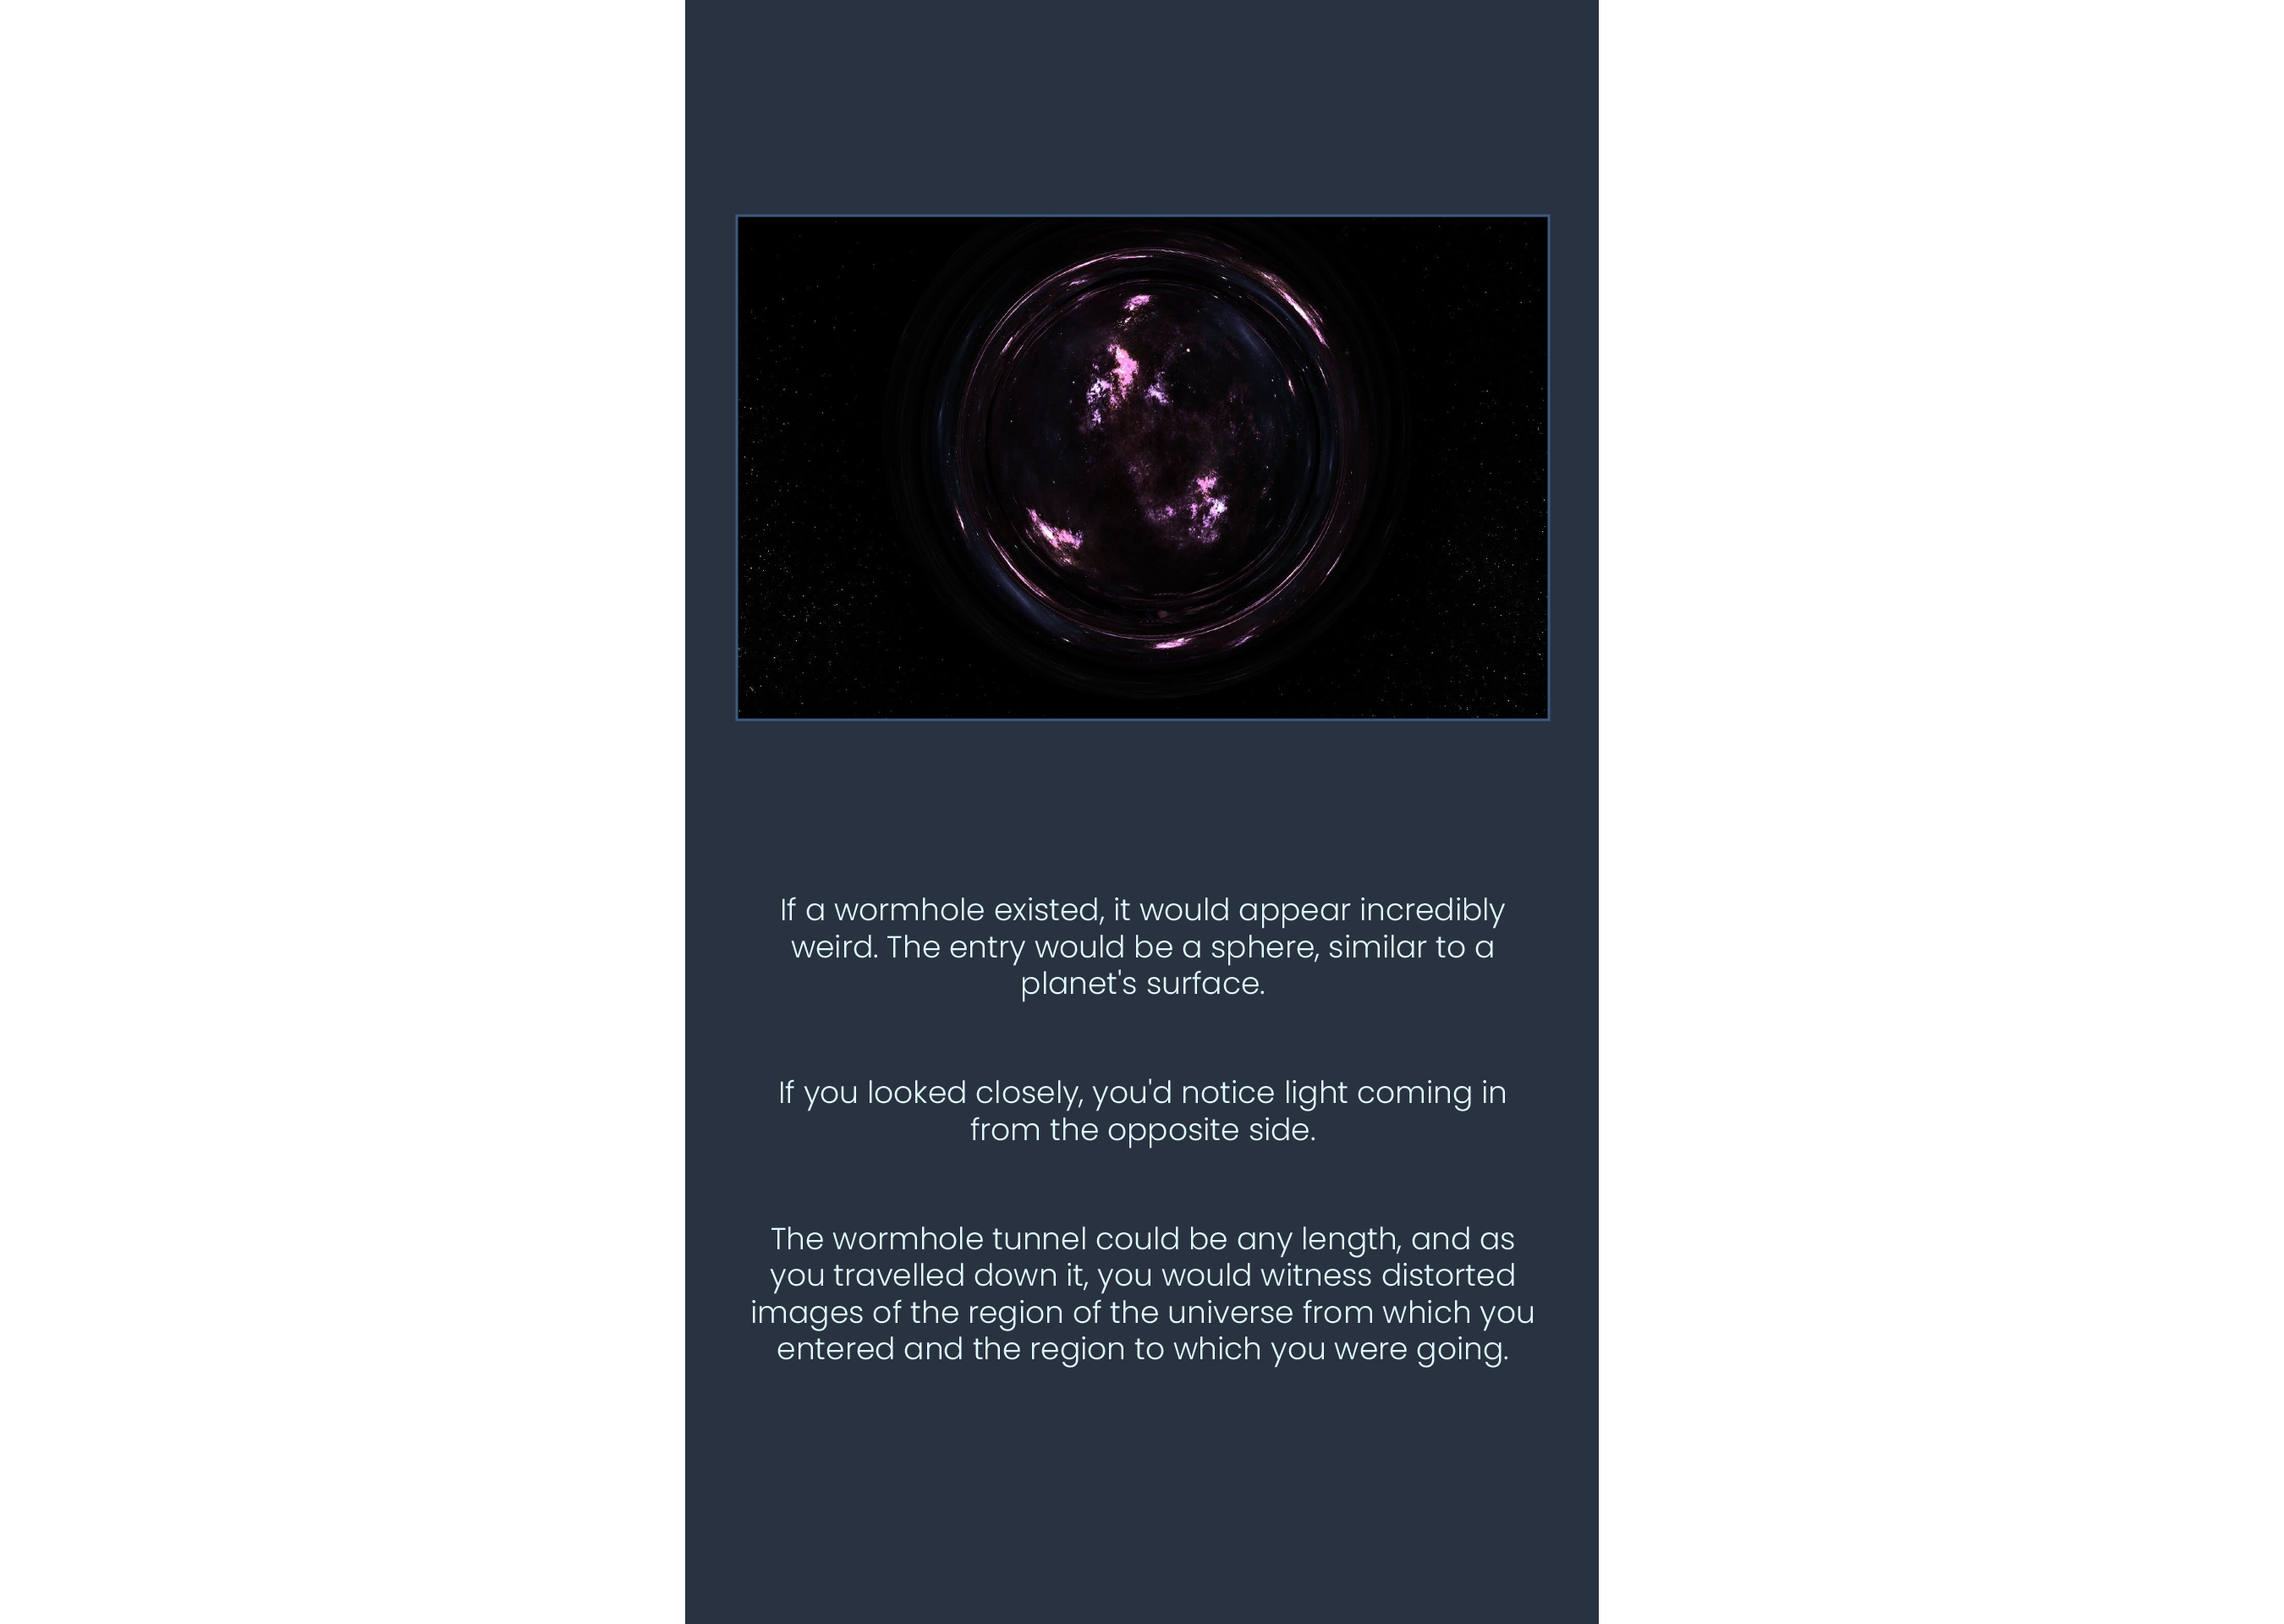 If a wormhole existed, it would appear incredibly
weird. The entry would be a sphere, similar to a
planet's surface.
If you looked closely, you'd notice light coming in
from the opposite side.
The wormhole tunnel could be any length, and as
you travelled down it, you would witness distorted
images of the region of the universe from which you
entered and the region to which you were going.